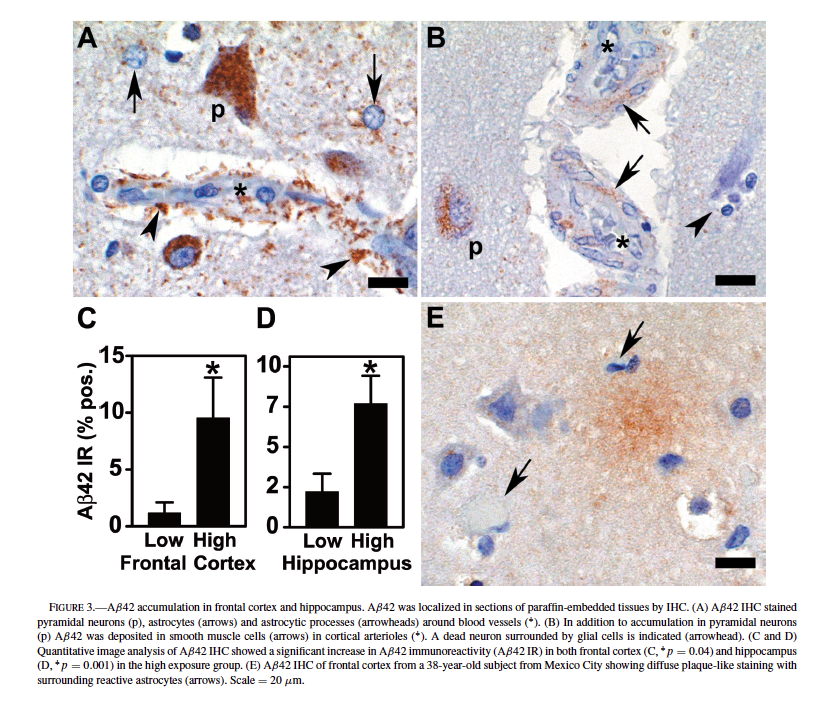 A
B
p
*
*
*
p
C
D
E
Aβ42 IR (% pos.)
15
10
5
0
*
Low High
Frontal Cortex
10
7
5
2
0
*
Low High
Hippocampus
FIGURE 3.—Aβ42 accumulation in frontal cortex and hippocampus. Aβ42 was localized in sections of paraffin-embedded tissues by IHC. (A) Aβ42 IHC stained
pyramidal neurons (p), astrocytes (arrows) and astrocytic processes (arrowheads) around blood vessels (*). (B) In addition to accumulation in pyramidal neurons
(p) Aβ42 was deposited in smooth muscle cells (arrows) in cortical arterioles (*). A dead neuron surrounded by glial cells is indicated (arrowhead). (C and D)
Quantitative image analysis of Aβ42 IHC showed a significant increase in Aβ42 immunoreactivity (Aβ42 IR) in both frontal cortex (C, *p = 0.04) and hippocampus
(D, *p = 0.001) in the high exposure group. (E) Aβ42 IHC of frontal cortex from a 38-year-old subject from Mexico City showing diffuse plaque-like staining with
surrounding reactive astrocytes (arrows). Scale = 20 μm.